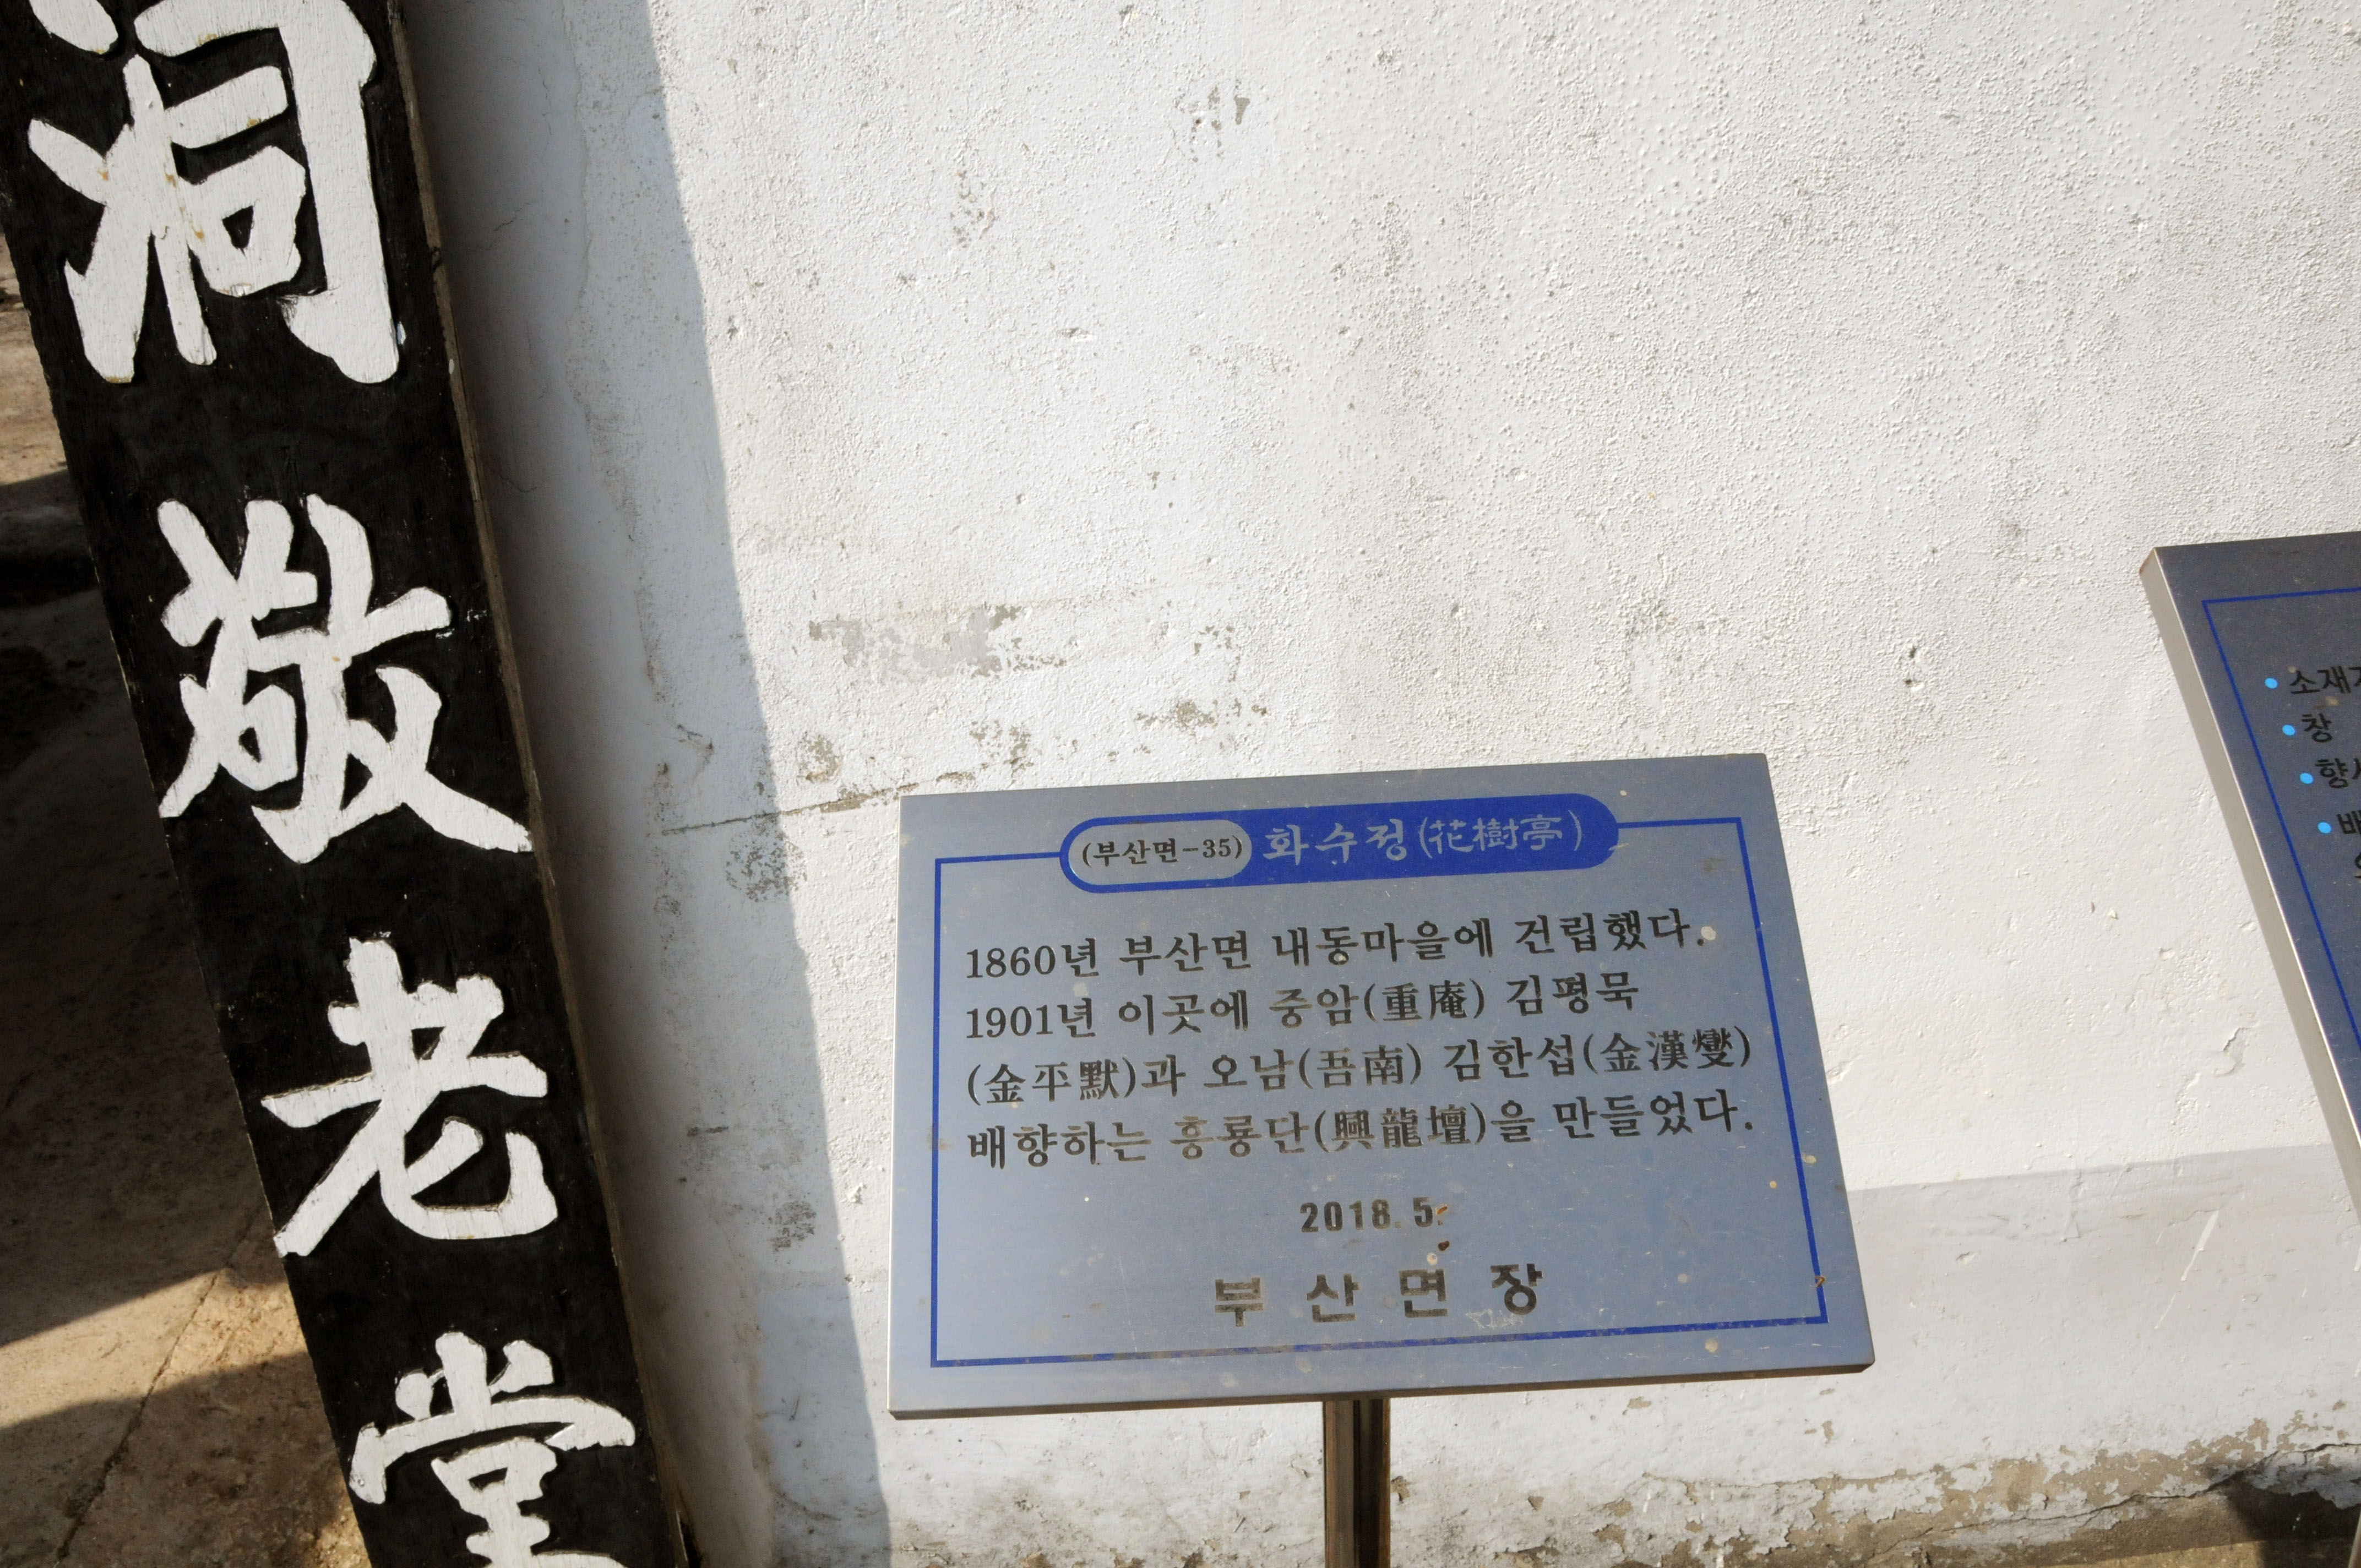 洞
敬
老
堂
(부산면-35) 화수정(花樹亭)
1860년 부산면 내동마을에 건립했다.
1901년 이곳에 중암(重庵) 김평묵
(金平默)과 오남(吾南) 김한섭(金漢燮)
배향하는 흥룡단(興龍壇)을 만들었다.
2018. 5.
부 산 면 장
소재
창
향
배